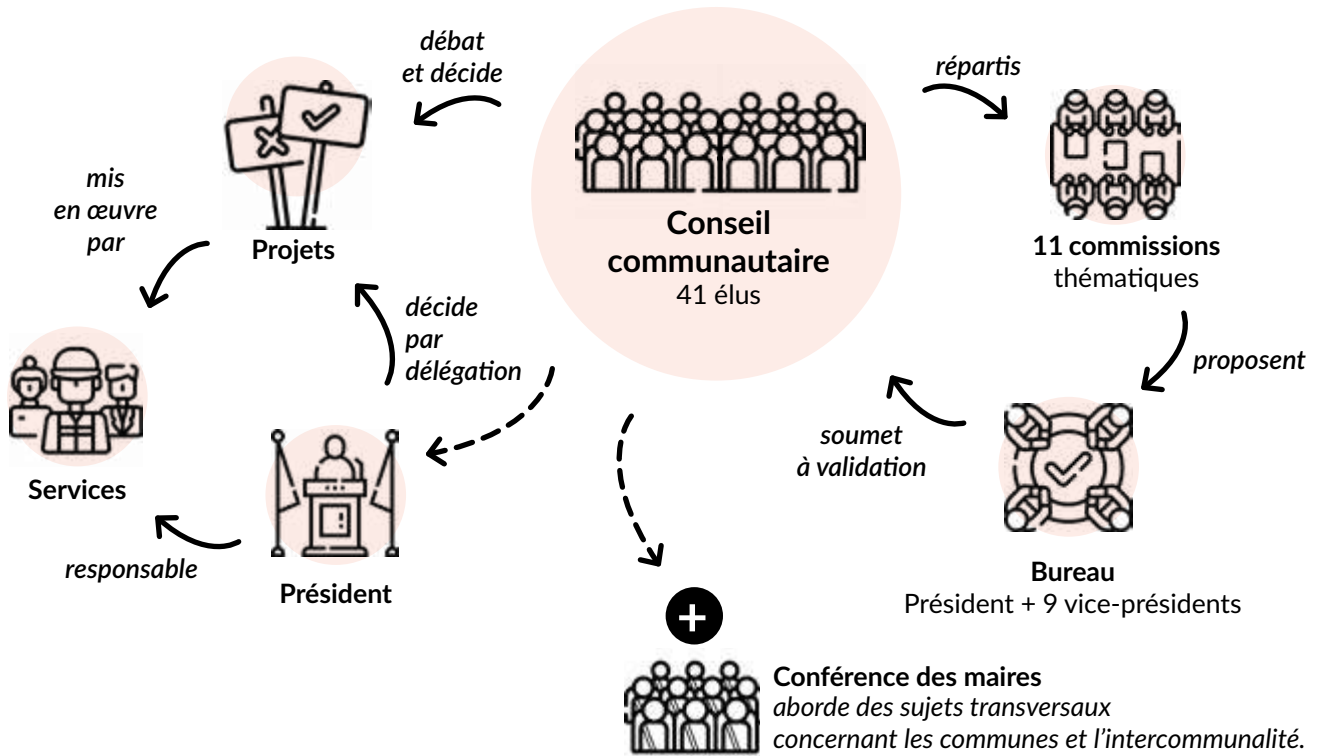 débat
et décide
répartis
mis
en œuvre
par
Projets
Conseil
communautaire
41 élus
11 commissions
thématiques
décide
par
délégation
proposent
soumet
à validation
Services
responsable
Président
Bureau
Président + 9 vice-présidents
+
Conférence des maires
aborde des sujets transversaux
concernant les communes et l’intercommunalité.